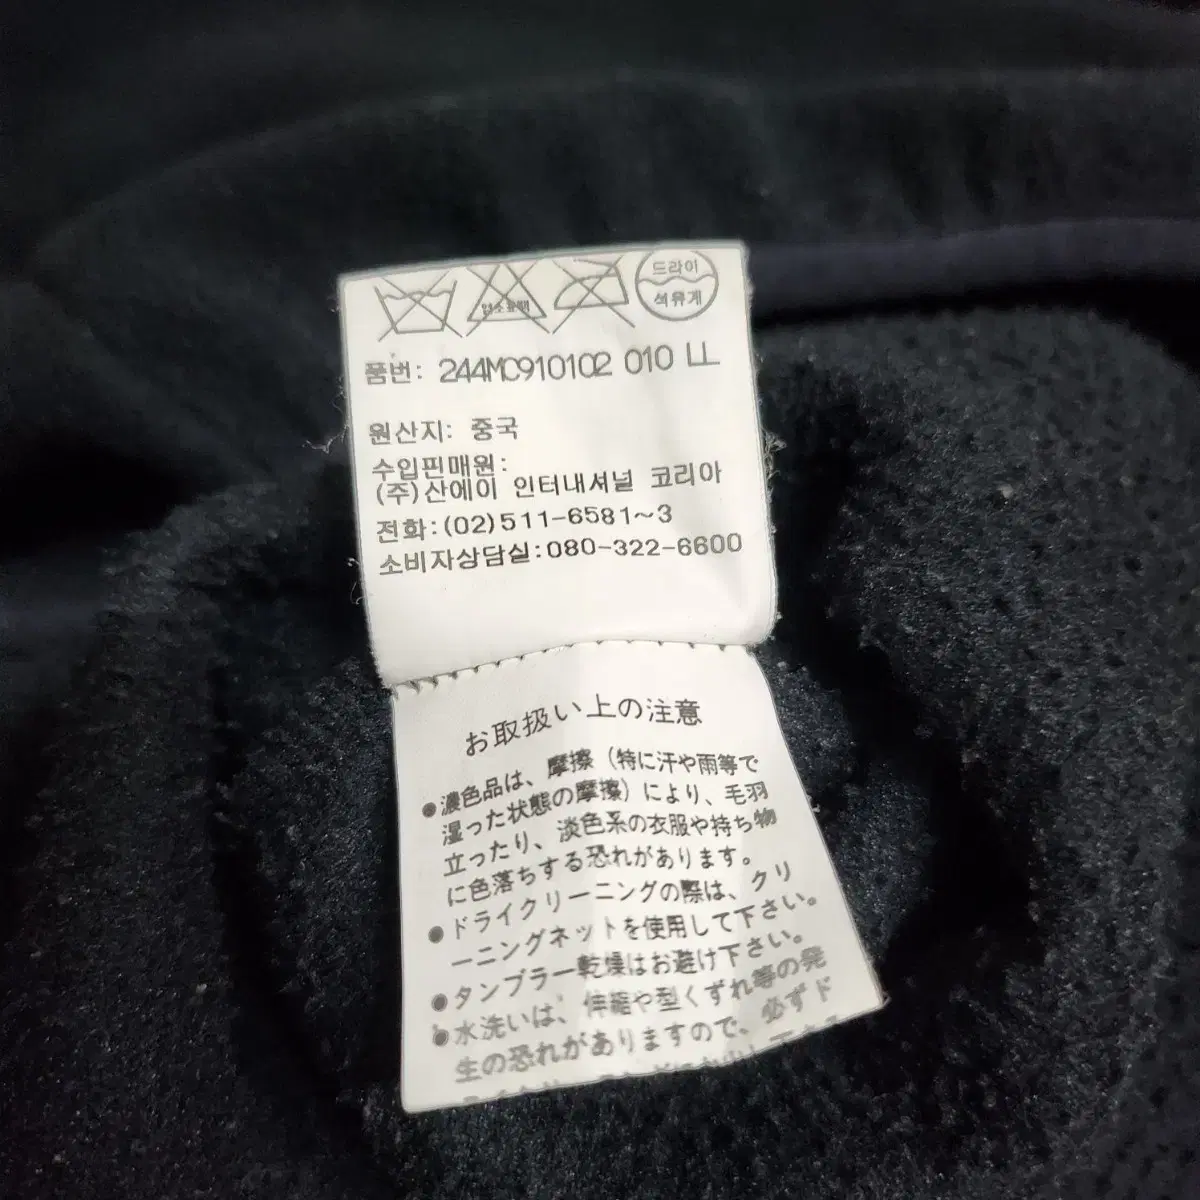 드라이
석유계
염소표백
품번: 244MC910102 010 LL
원산지: 중국
수입판매원:
(주)산에이 인터내셔널 코리아
전화:(02)511-6581~3
소비자상담실:080-322-6600
お取扱い上の注意
●濃色品は、摩擦（特に汗や雨等で
湿った状態の摩擦）により、毛羽
立ったり、淡色系の衣服や持ち物
に色落ちする恐れがあります。
●ドライクリーニングの際は、クリ
ーニングネットを使用して下さい。
●タンブラー乾燥はお避け下さい。
●水洗いは、伸縮や型くずれ等の発
生の恐れがありますので、必ずド